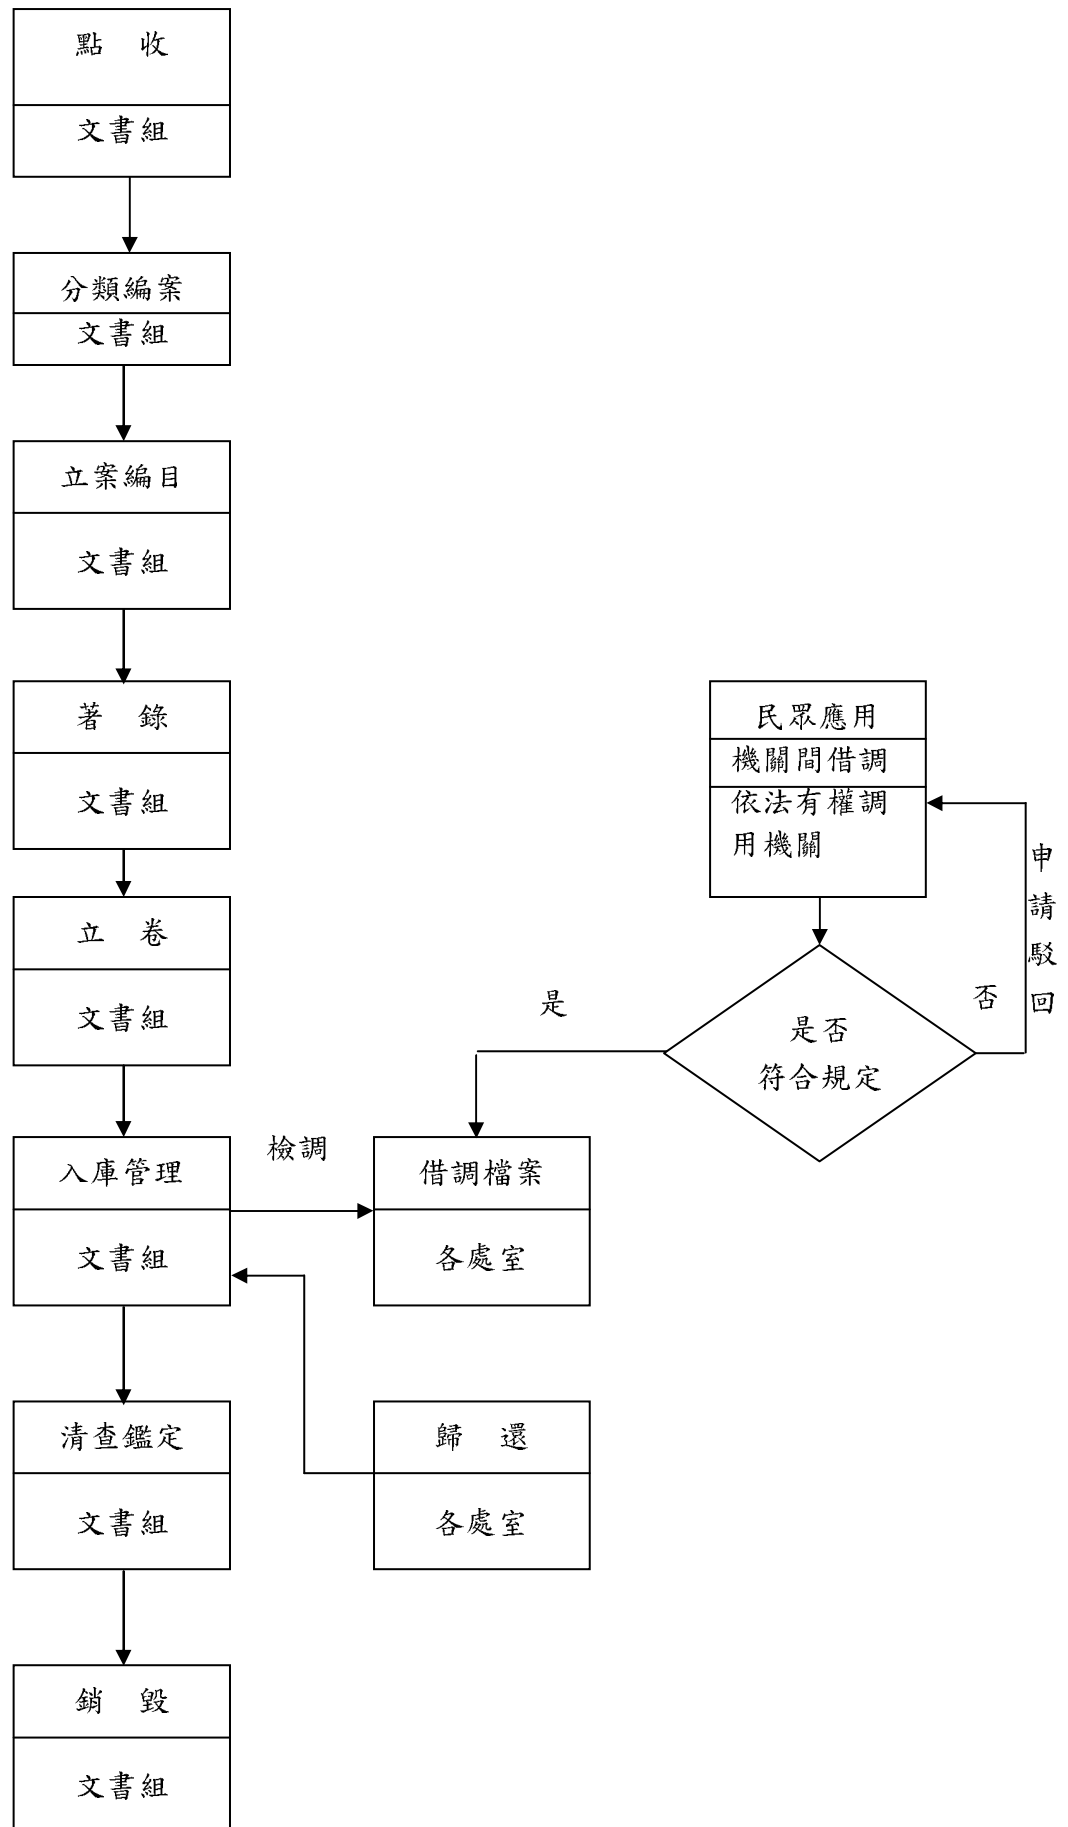 點　收
文書組
分類編案
文書組
立案編目
文書組
著　錄
文書組
立　卷
文書組
入庫管理
文書組
檢調
借調檔案
各處室
清查鑑定
文書組
歸　還
各處室
銷　毀
文書組
民眾應用
機關間借調
依法有權調
用機關
是否
符合規定
是
否
申請駁回